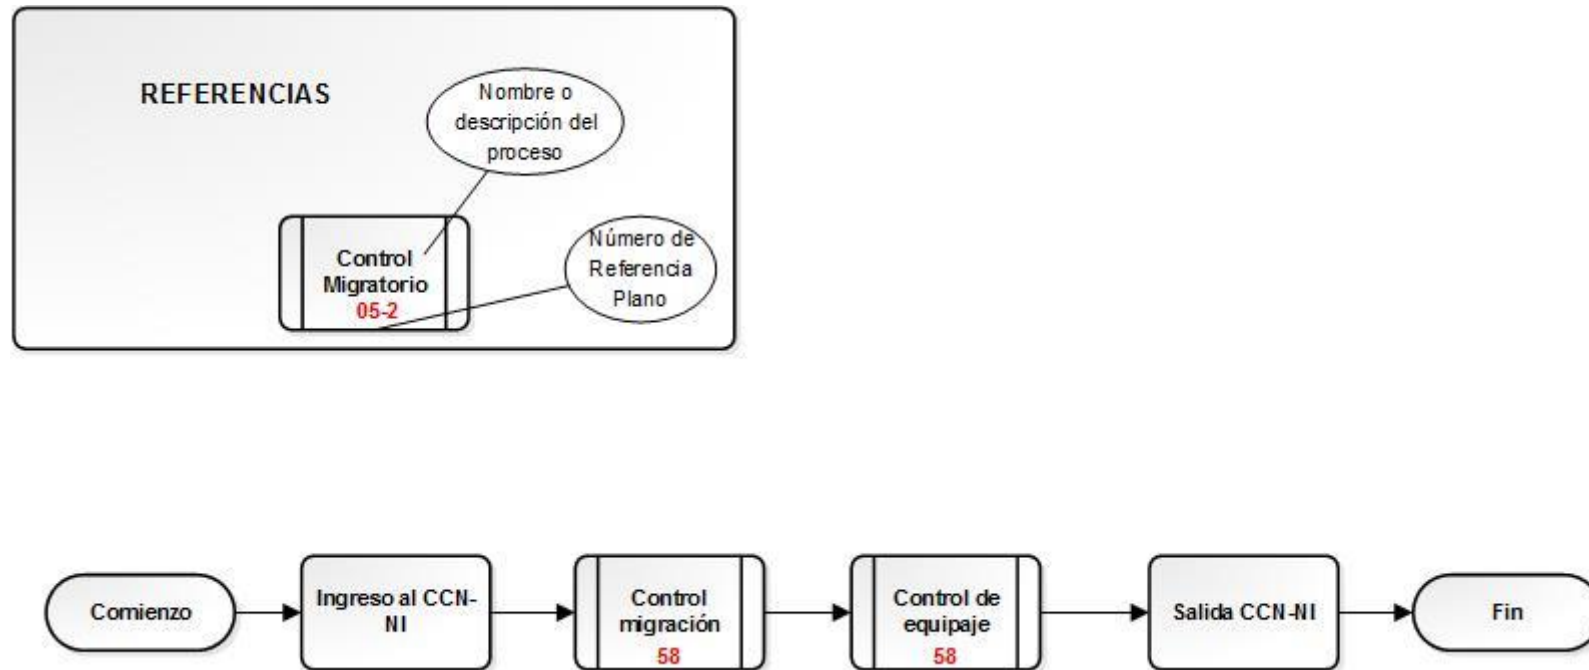 REFERENCIAS
Nombre o
descripción del
proceso
Control
Migratorio
05-2
Número de
Referencia
Plano
Comienzo
Ingreso al CCN-
NI
Control
migración
58
Control de
equipaje
58
Salida CCN-NI
Fin